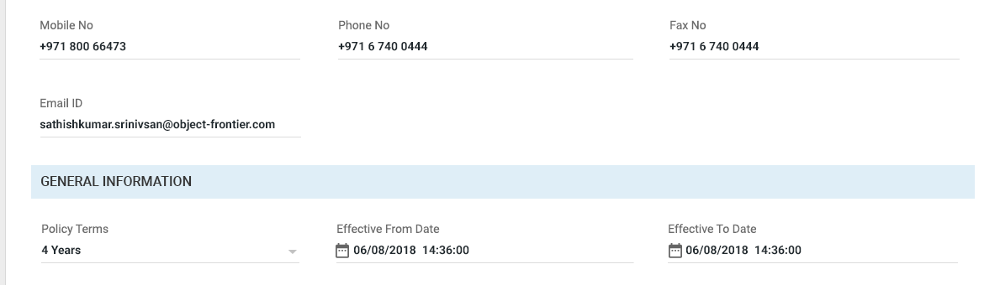 Mobile No Phone No Fax No
+971 800 66473 +971 6 740 0444 +971 6 740 0444
Email ID
sathishkumar.srinivsan@object-frontier.com
GENERAL INFORMATION
Policy Terms Effective From Date Effective To Date
4 Years 06/08/2018 14:36:00 06/08/2018 14:36:00